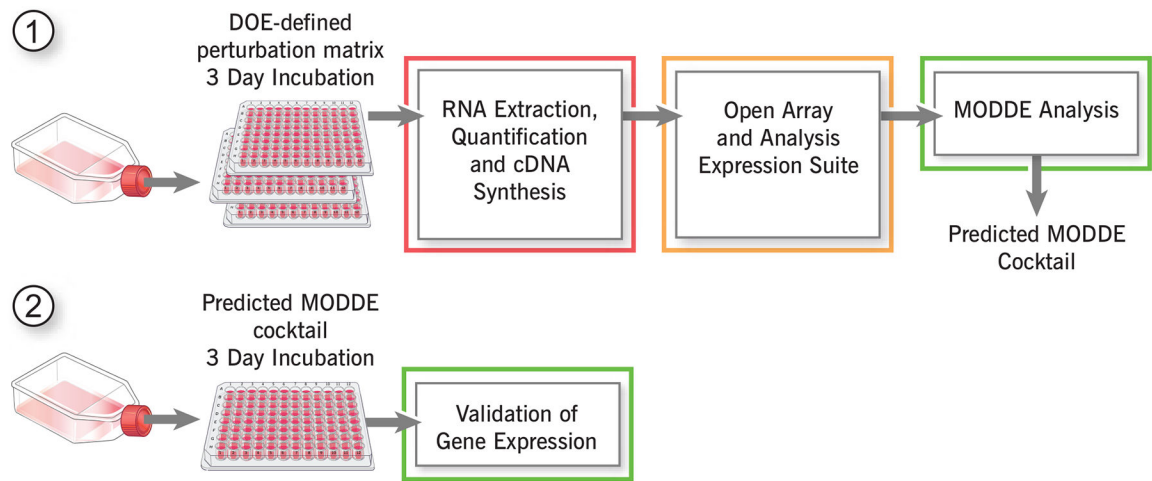 1
DOE-defined
perturbation matrix
3 Day Incubation
RNA Extraction,
Quantification
and cDNA
Synthesis
Open Array
and Analysis
Expression Suite
MODDE Analysis
Predicted MODDE
Cocktail
2
Predicted MODDE
cocktail
3 Day Incubation
Validation of
Gene Expression